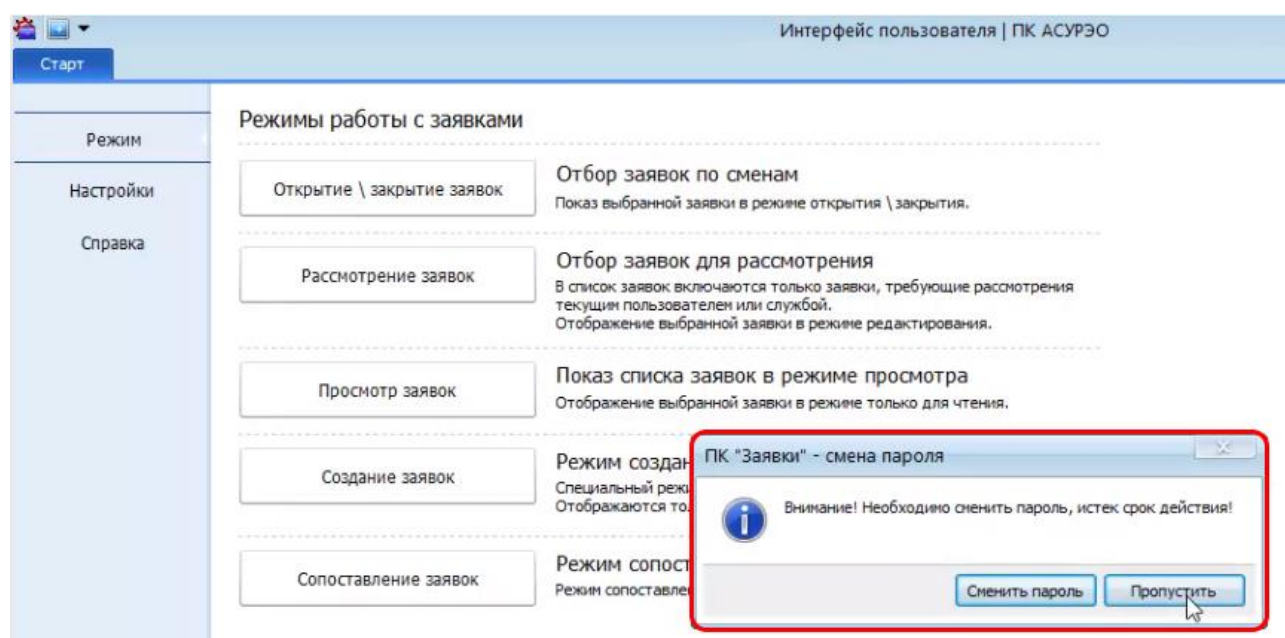 Интерфейс пользователя | ПК АСУРЭО
Старт
Режим
Настройки
Справка
Режимы работы с заявками
Открытие \ закрытие заявок
Отбор заявок по сменам
Показ выбранной заявки в режиме открытия \ закрытия.
Рассмотрение заявок
Отбор заявок для рассмотрения
В список заявок включаются только заявки, требующие рассмотрения
текущим пользователем или службой.
Отображение выбранной заявки в режиме редактирования.
Просмотр заявок
Показ списка заявок в режиме просмотра
Отображение выбранной заявки в режиме только для чтения.
Создание заявок
Режим создан
Специальный режи
Отображаются то
Сопоставление заявок
Режим сопост
Режим сопоставле
ПК "Заявки" - смена пароля
Внимание! Необходимо сменить пароль, истек срок действия!
Сменить пароль
Пропустить